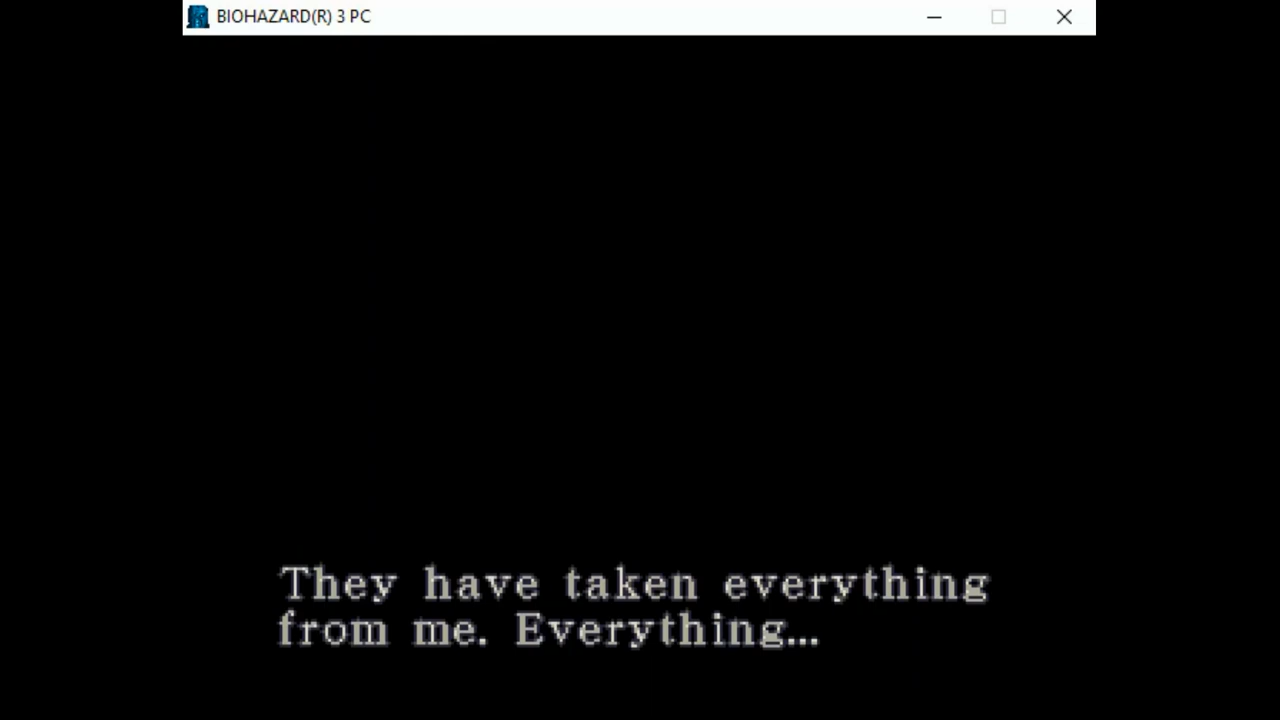 BIOHAZARD(R) 3 PC
They have taken everything
from me. Everything...